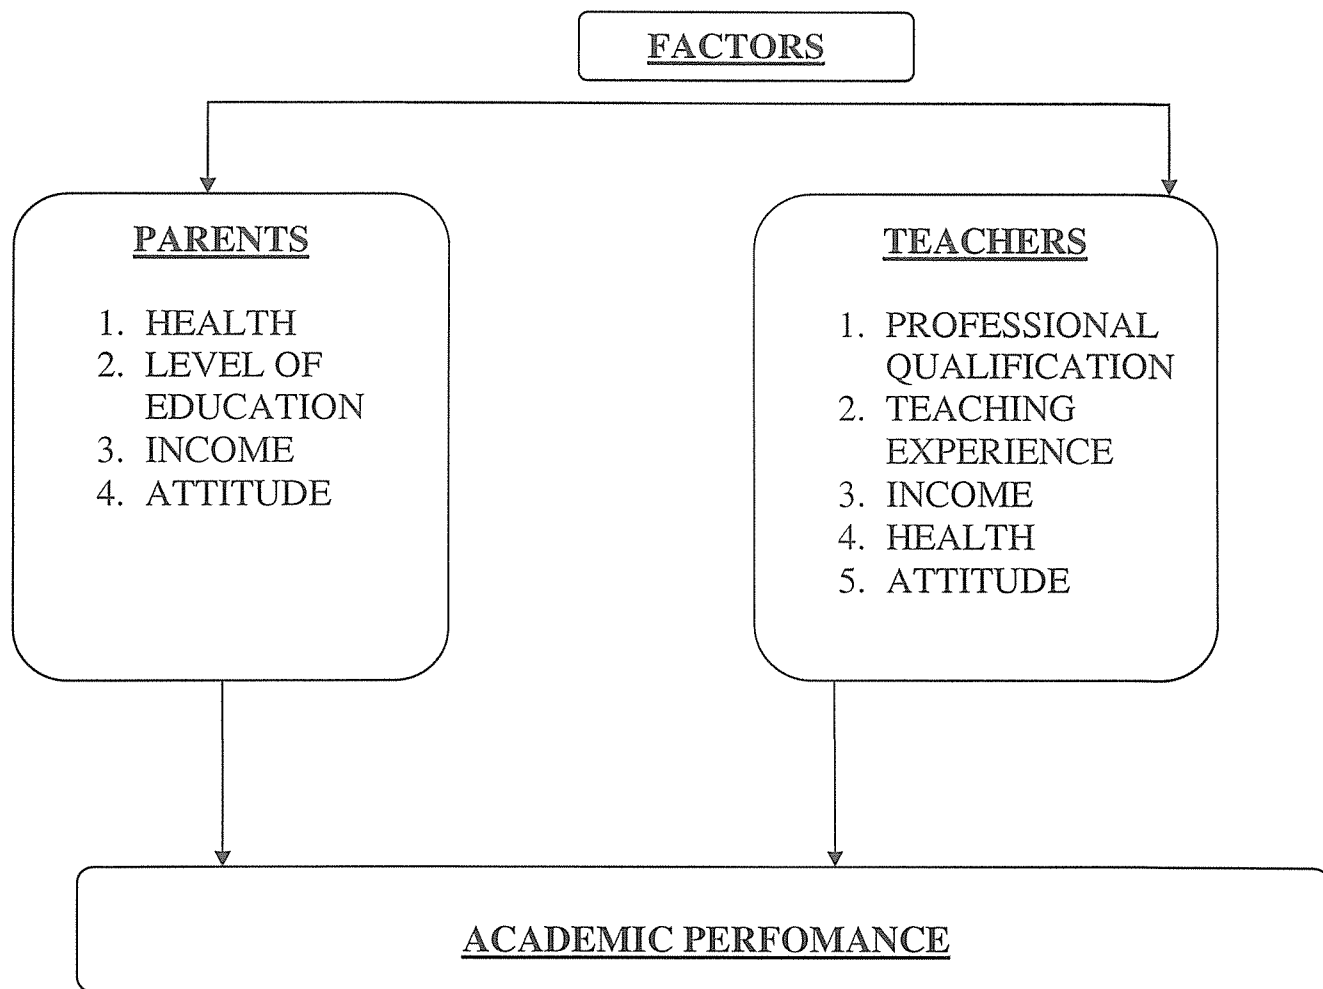 FACTORS
PARENTS
1. HEALTH
2. LEVEL OF
EDUCATION
3. INCOME
4. ATTITUDE
TEACHERS
1. PROFESSIONAL
QUALIFICATION
2. TEACHING
EXPERIENCE
3. INCOME
4. HEALTH
5. ATTITUDE
ACADEMIC PERFOMANCE